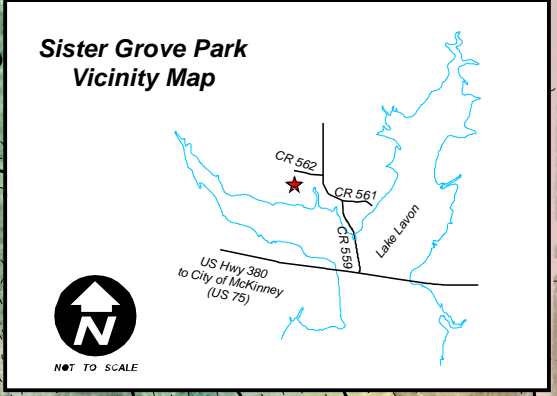 Sister Grove Park
Vicinity Map
CR 562
CR 561
CR 559
Lake Lavon
US Hwy 380
to City of McKinney
(US 75)
N
NOT TO SCALE